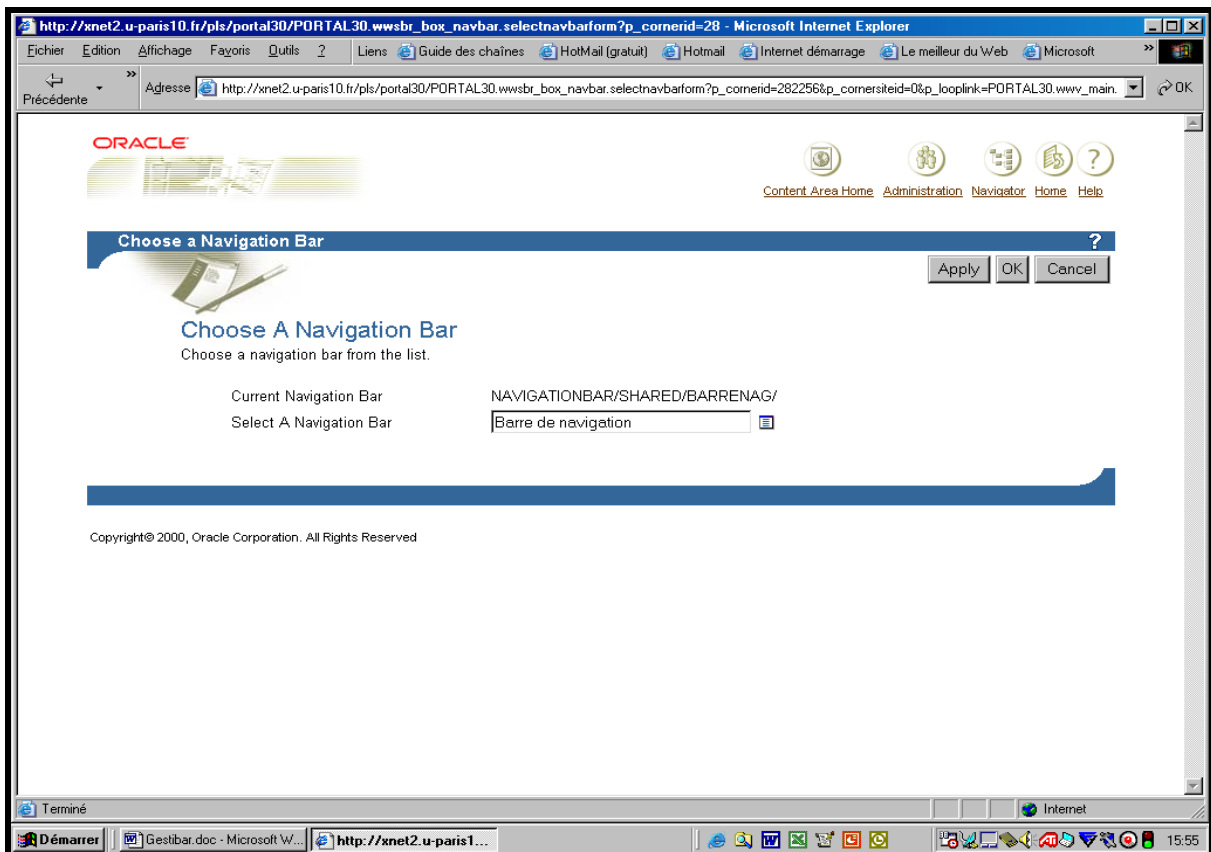 http://xnet2.u-paris10.fr/pls/portal30/PORTAL30.wwsbr_box_navbar.selectnavbarform?p_cornerid=28 - Microsoft Internet Explorer
Fichier Edition Affichage Favoris Outils ? Liens Guide des chaînes HotMail (gratuit) Hotmail Internet démarrage Le meilleur du Web Microsoft »
Précédente » Adresse http://xnet2.u-paris10.fr/pls/portal30/PORTAL30.wwsbr_box_navbar.selectnavbarform?p_cornerid=282256&p_cornersiteid=0&p_looplink=PORTAL30.wwv_main. OK
ORACLE
Content Area Home Administration Navigator Home Help
Choose a Navigation Bar ?
Apply OK Cancel
Choose A Navigation Bar
Choose a navigation bar from the list.
Current Navigation Bar NAVIGATIONBAR/SHARED/BARRENAG/
Select A Navigation Bar Barre de navigation
Copyright© 2000, Oracle Corporation. All Rights Reserved
Terminé Internet
Démarrer Gestibar.doc - Microsoft W... http://xnet2.u-paris1... 15:55